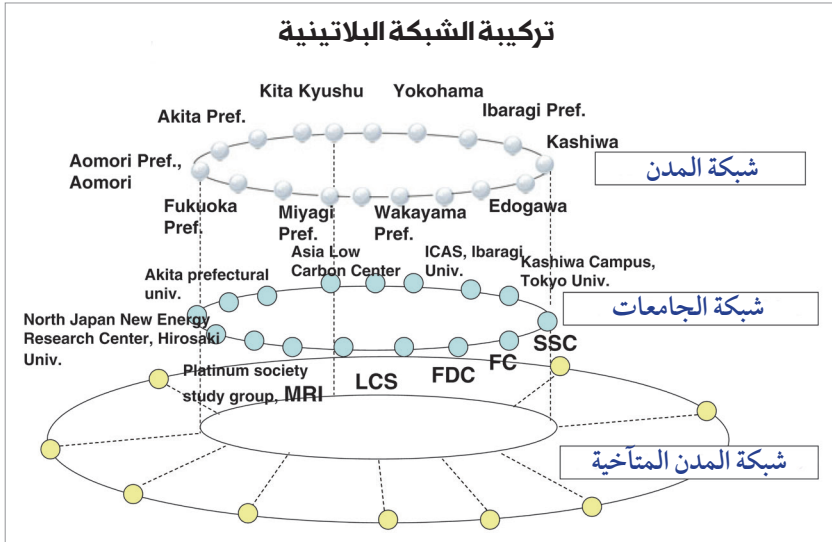 تركيبة الشبكة البلاتينية
Kita Kyushu
Yokohama
Akita Pref.
Ibaragi Pref.
Kashiwa
Aomori Pref.,
Aomori
شبكة المدن
Fukuoka
Pref.
Miyagi
Pref.
Wakayama
Pref.
Edogawa
Asia Low
Carbon Center
ICAS, Ibaragi
Univ.
Kashiwa Campus,
Tokyo Univ.
Akita prefectural
univ.
شبكة الجامعات
North Japan New Energy
Research Center, Hirosaki
Univ.
SSC
FC
FDC
LCS
Platinum society
study group, MRI
شبكة المدن المتآخية